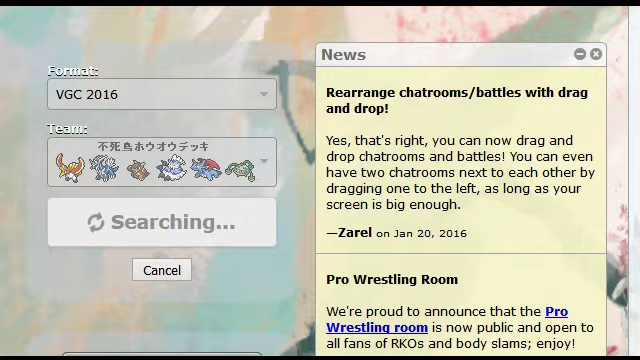 Format:
VGC 2016
Team:
不死鳥ホウオウデッキ
Searching...
Cancel
News
Rearrange chatrooms/battles with drag
and drop!
Yes, that's right, you can now drag and
drop chatrooms and battles! You can even
have two chatrooms next to each other by
dragging one to the left, as long as your
screen is big enough.
—Zarel on Jan 20, 2016
Pro Wrestling Room
We're proud to announce that the Pro
Wrestling room is now public and open to
all fans of RKOs and body slams; enjoy!